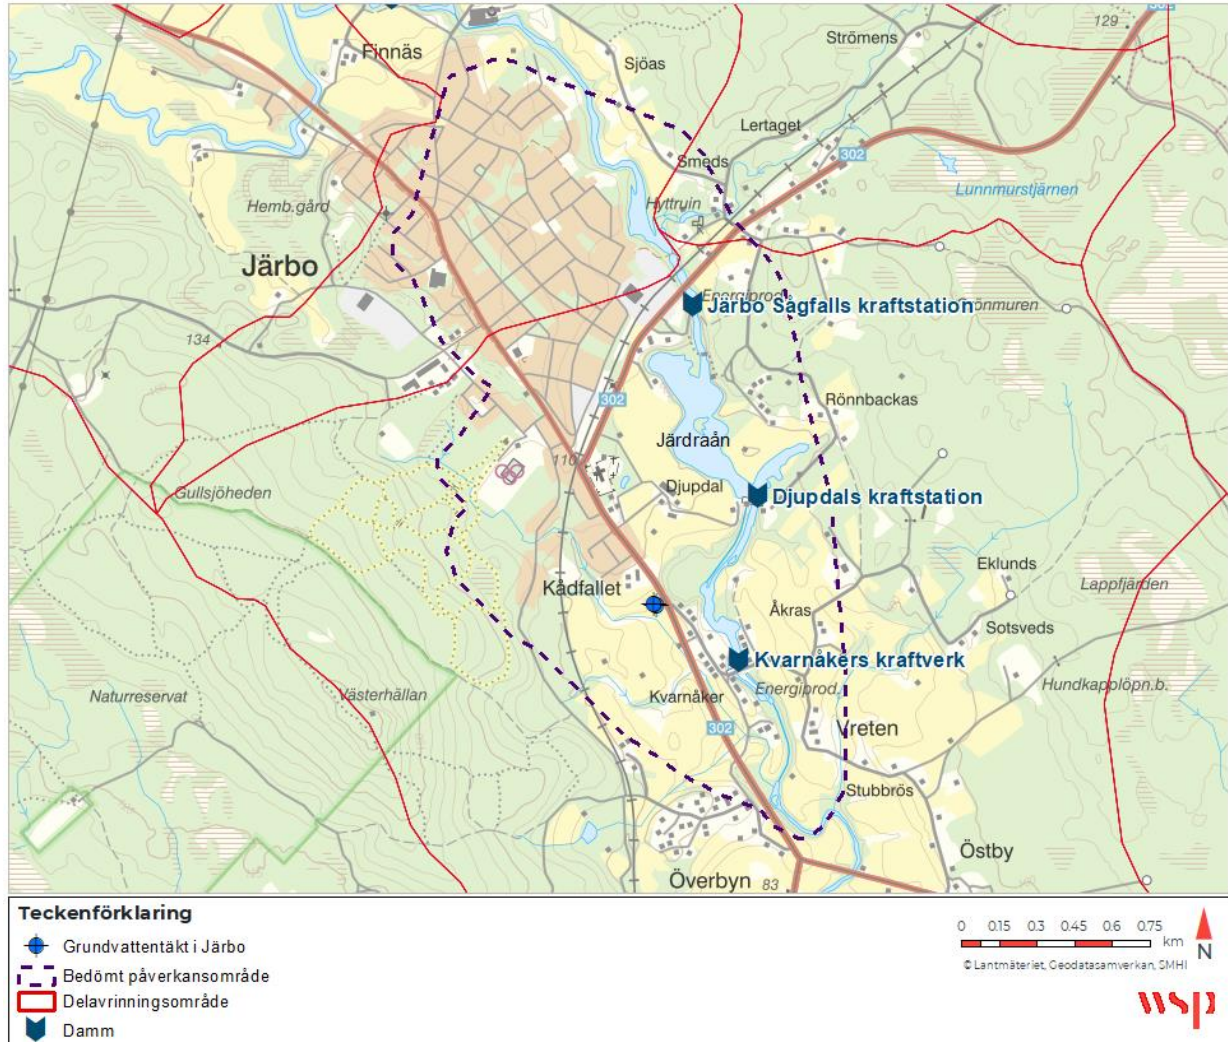 302
129
Finnäs
Strömens
Sjöas
Lertaget
302
Smeds
Lunnmurstjärnen
Hemb.gård
Hyttruin
Järbo
Energiprod.
Järbo Sågfalls kraftstation
134
302
Rönnbackas
Järdraån
110
Gullsjöheden
Djupdal
Djupdals kraftstation
Eklunds
Kådfallet
Lappfjärden
Åkras
Sotsveds
Kvarnåkers kraftverk
Naturreservat
Västerhällan
Kvarnåker
Energiprod.
Hundkapplöpn.b.
302
Vreten
Stubbrös
Östby
Överbyn 83
Teckenförklaring
Grundvattentäkt i Järbo
Bedömt påverkansområde
Delavrinningsområde
Damm
0 0.15 0.3 0.45 0.6 0.75
km
N
© Lantmäteriet, Geodatasamverkan, SMHI
wsp